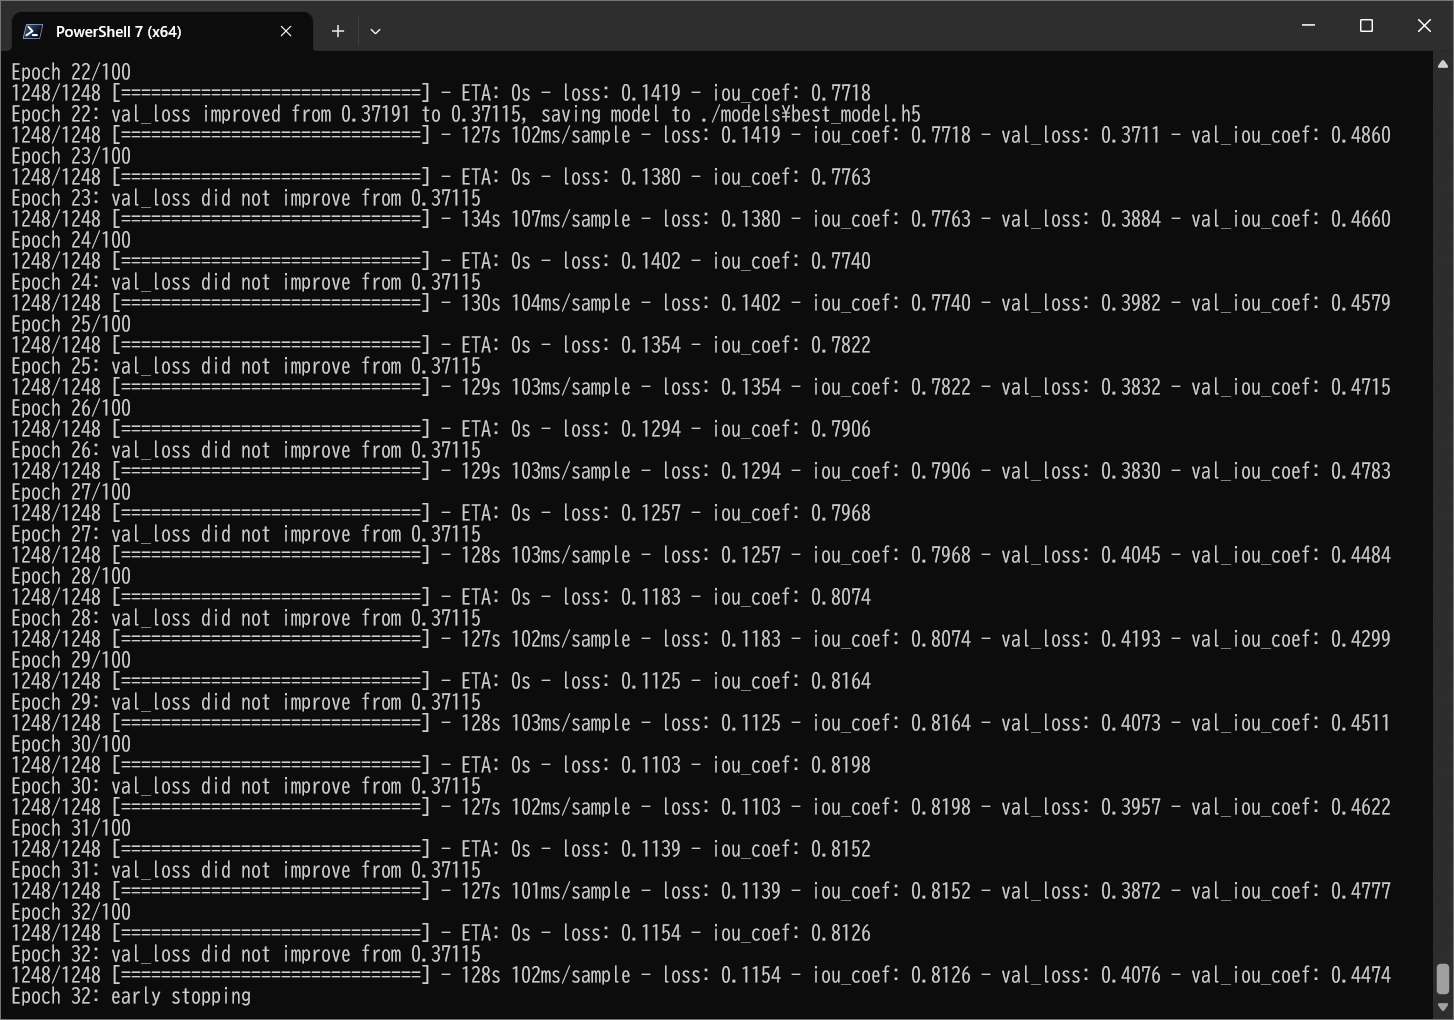 PowerShell 7 (x64)
Epoch 22/100
1248/1248 [==============================] - ETA: 0s - loss: 0.1419 - iou_coef: 0.7718
Epoch 22: val_loss improved from 0.37191 to 0.37115, saving model to ./models¥best_model.h5
1248/1248 [==============================] - 127s 102ms/sample - loss: 0.1419 - iou_coef: 0.7718 - val_loss: 0.3711 - val_iou_coef: 0.4860
Epoch 23/100
1248/1248 [==============================] - ETA: 0s - loss: 0.1380 - iou_coef: 0.7763
Epoch 23: val_loss did not improve from 0.37115
1248/1248 [==============================] - 134s 107ms/sample - loss: 0.1380 - iou_coef: 0.7763 - val_loss: 0.3884 - val_iou_coef: 0.4660
Epoch 24/100
1248/1248 [==============================] - ETA: 0s - loss: 0.1402 - iou_coef: 0.7740
Epoch 24: val_loss did not improve from 0.37115
1248/1248 [==============================] - 130s 104ms/sample - loss: 0.1402 - iou_coef: 0.7740 - val_loss: 0.3982 - val_iou_coef: 0.4579
Epoch 25/100
1248/1248 [==============================] - ETA: 0s - loss: 0.1354 - iou_coef: 0.7822
Epoch 25: val_loss did not improve from 0.37115
1248/1248 [==============================] - 129s 103ms/sample - loss: 0.1354 - iou_coef: 0.7822 - val_loss: 0.3832 - val_iou_coef: 0.4715
Epoch 26/100
1248/1248 [==============================] - ETA: 0s - loss: 0.1294 - iou_coef: 0.7906
Epoch 26: val_loss did not improve from 0.37115
1248/1248 [==============================] - 129s 103ms/sample - loss: 0.1294 - iou_coef: 0.7906 - val_loss: 0.3830 - val_iou_coef: 0.4783
Epoch 27/100
1248/1248 [==============================] - ETA: 0s - loss: 0.1257 - iou_coef: 0.7968
Epoch 27: val_loss did not improve from 0.37115
1248/1248 [==============================] - 128s 103ms/sample - loss: 0.1257 - iou_coef: 0.7968 - val_loss: 0.4045 - val_iou_coef: 0.4484
Epoch 28/100
1248/1248 [==============================] - ETA: 0s - loss: 0.1183 - iou_coef: 0.8074
Epoch 28: val_loss did not improve from 0.37115
1248/1248 [==============================] - 127s 102ms/sample - loss: 0.1183 - iou_coef: 0.8074 - val_loss: 0.4193 - val_iou_coef: 0.4299
Epoch 29/100
1248/1248 [==============================] - ETA: 0s - loss: 0.1125 - iou_coef: 0.8164
Epoch 29: val_loss did not improve from 0.37115
1248/1248 [==============================] - 128s 103ms/sample - loss: 0.1125 - iou_coef: 0.8164 - val_loss: 0.4073 - val_iou_coef: 0.4511
Epoch 30/100
1248/1248 [==============================] - ETA: 0s - loss: 0.1103 - iou_coef: 0.8198
Epoch 30: val_loss did not improve from 0.37115
1248/1248 [==============================] - 127s 102ms/sample - loss: 0.1103 - iou_coef: 0.8198 - val_loss: 0.3957 - val_iou_coef: 0.4622
Epoch 31/100
1248/1248 [==============================] - ETA: 0s - loss: 0.1139 - iou_coef: 0.8152
Epoch 31: val_loss did not improve from 0.37115
1248/1248 [==============================] - 127s 101ms/sample - loss: 0.1139 - iou_coef: 0.8152 - val_loss: 0.3872 - val_iou_coef: 0.4777
Epoch 32/100
1248/1248 [==============================] - ETA: 0s - loss: 0.1154 - iou_coef: 0.8126
Epoch 32: val_loss did not improve from 0.37115
1248/1248 [==============================] - 128s 102ms/sample - loss: 0.1154 - iou_coef: 0.8126 - val_loss: 0.4076 - val_iou_coef: 0.4474
Epoch 32: early stopping